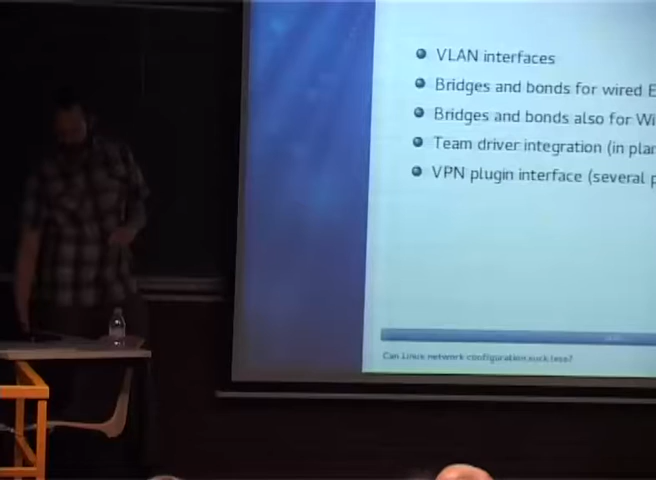 VLAN interfaces
Bridges and bonds for wired E
Bridges and bonds also for Wi
Team driver integration (in plan
VPN plugin interface (several p
Can Linux network configuration suck less?